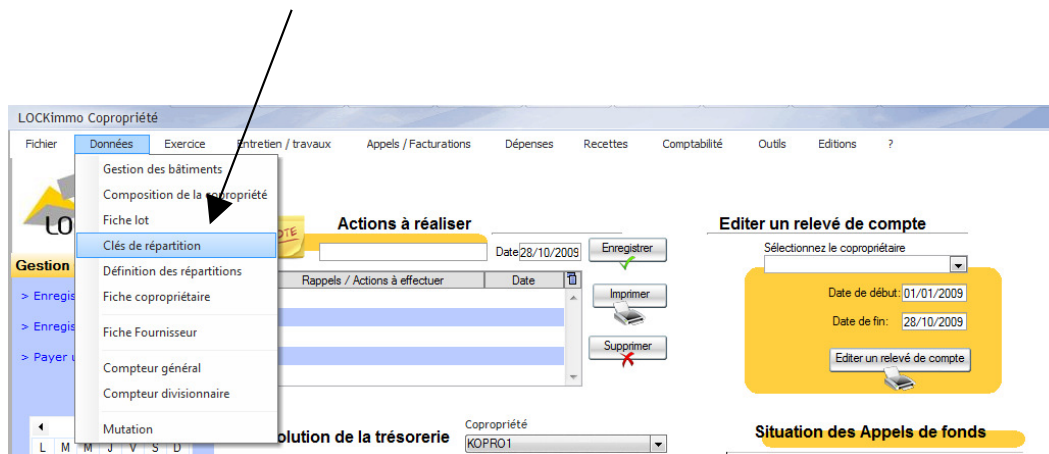 LOCKimmo Copropriété
Fichier Données Exercice Entretien / travaux Appels / Facturations Dépenses Recettes Comptabilité Outils Editions ?
Gestion des bâtiments
Composition de la copropriété
Fiche lot
Clés de répartition
Définition des répartitions
Fiche copropriétaire
Fiche Fournisseur
Compteur général
Compteur divisionnaire
Mutation
LO
Gestion
> Enregis
> Enregis
> Payer
L M M J V S D
Actions à réaliser
Date 28/10/2009 Enregistrer
Rappels / Actions à effectuer Date
Imprimer
Supprimer
olution de la trésorerie
Copropriété
KOPRO1
Editer un relevé de compte
Sélectionnez le copropriétaire
Date de début: 01/01/2009
Date de fin: 28/10/2009
Editer un relevé de compte
Situation des Appels de fonds